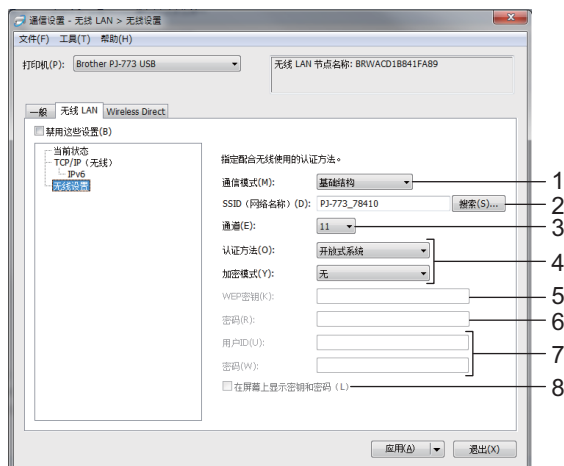 通信设置 - 无线 LAN > 无线设置
文件(F) 工具(T) 帮助(H)
打印机(P): Brother PJ-773 USB
无线 LAN 节点名称: BRWACD1B841FA89
一般 无线 LAN Wireless Direct
禁用这些设置(B)
当前状态
TCP/IP（无线）
IPv6
无线设置
指定配合无线使用的认证方法。
通信模式(M): 基础结构 1
SSID（网络名称）(D): PJ-773_78410 搜索(S)... 2
通道(E): 11 3
认证方法(O): 开放式系统
4
加密模式(Y): 无
WEP密钥(K): 5
密码(R): 6
用户ID(U):
7
密码(W):
在屏幕上显示密钥和密码（L） 8
应用(A) 退出(X)